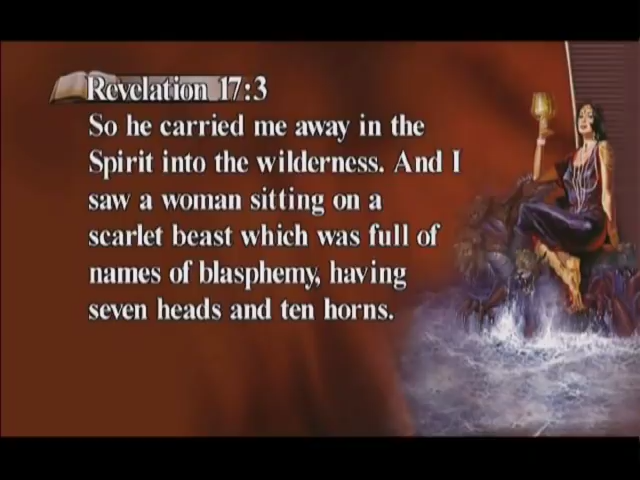 Revelation 17:3
So he carried me away in the
Spirit into the wilderness. And I
saw a woman sitting on a
scarlet beast which was full of
names of blasphemy, having
seven heads and ten horns.